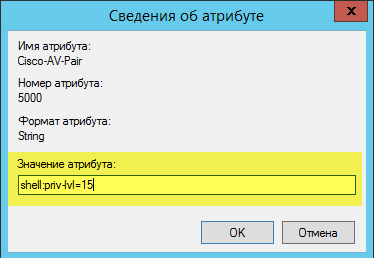 Сведения об атрибуте
x
Имя атрибута:
Cisco-AV-Pair
Номер атрибута:
5000
Формат атрибута:
String
Значение атрибута:
shell:priv-lvl=15
OK
Отмена